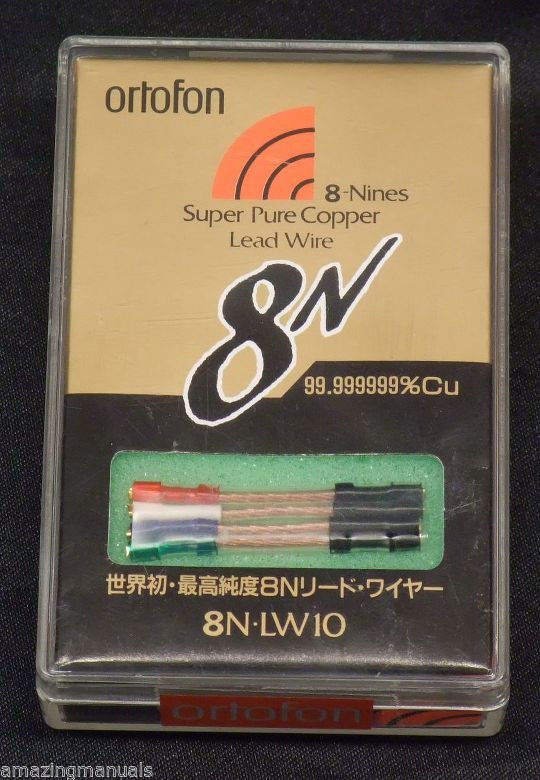 ortofon
8-Nines
Super Pure Copper
Lead Wire
8N
99.999999%Cu
世界初・最高純度8Nリード・ワイヤー
8N·LW10
ortofon
amazingmanuals